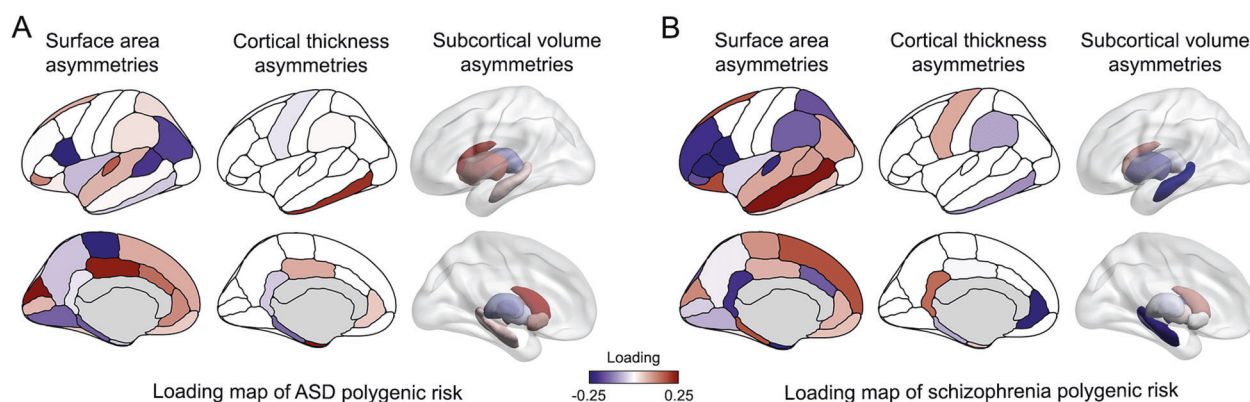 A
Surface area
asymmetries
Cortical thickness
asymmetries
Subcortical volume
asymmetries
B
Surface area
asymmetries
Cortical thickness
asymmetries
Subcortical volume
asymmetries
Loading
-0.25 0.25
Loading map of ASD polygenic risk
Loading map of schizophrenia polygenic risk